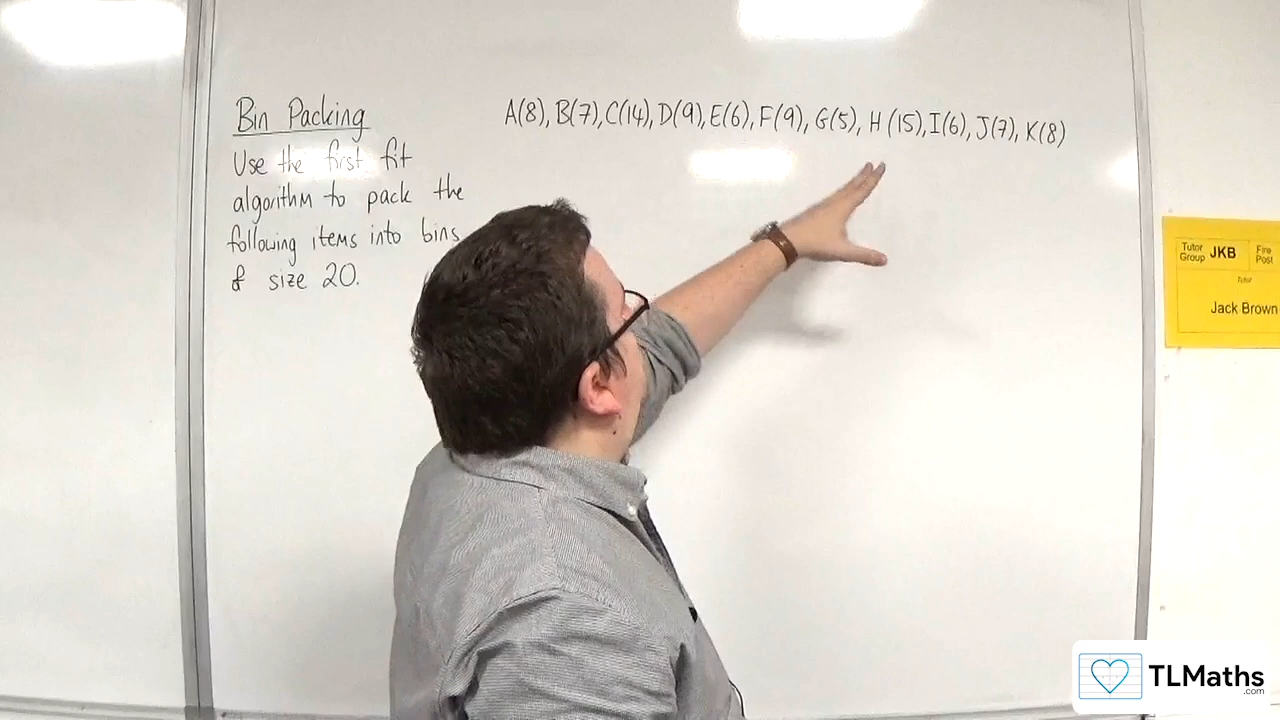 Bin Packing
Use the first fit
algorithm to pack the
following items into bins
of size 20.
A(8), B(7), C(14), D(9), E(6), F(9), G(5), H(15), I(6), J(7), K(8)
Tutor Group JKB Fire Post
Tutor
Jack Brown
TLMaths
.com